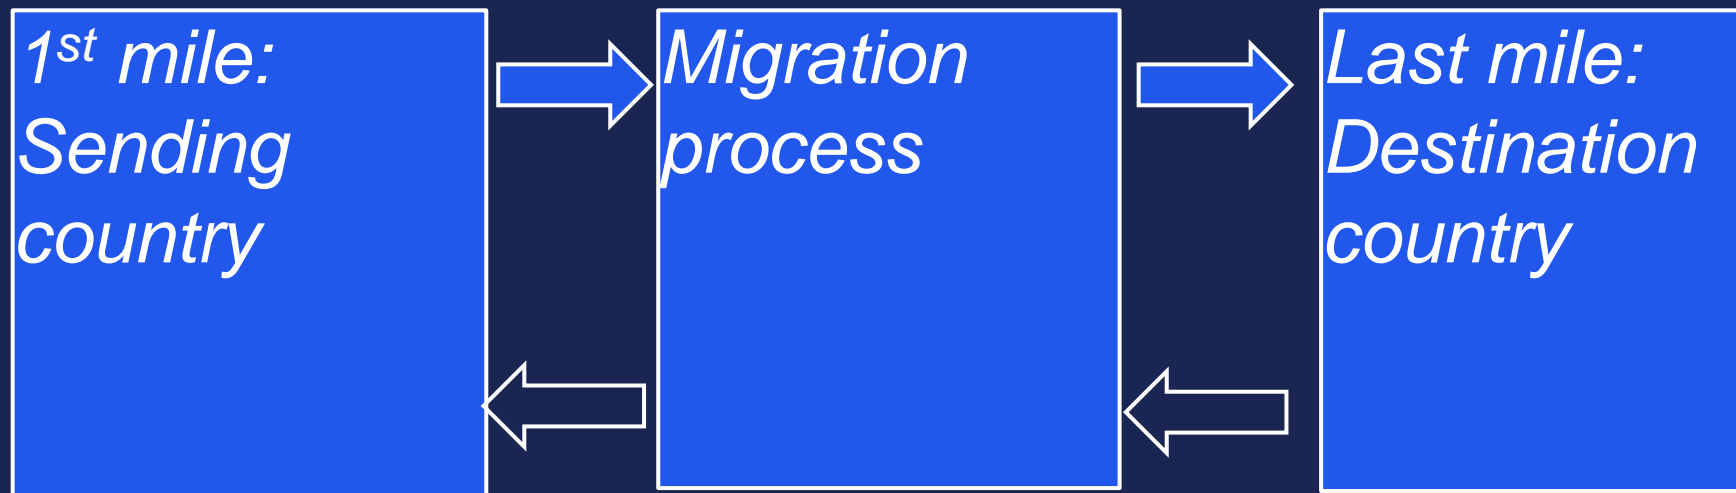 1st mile:
Sending
country
Migration
process
Last mile:
Destination
country